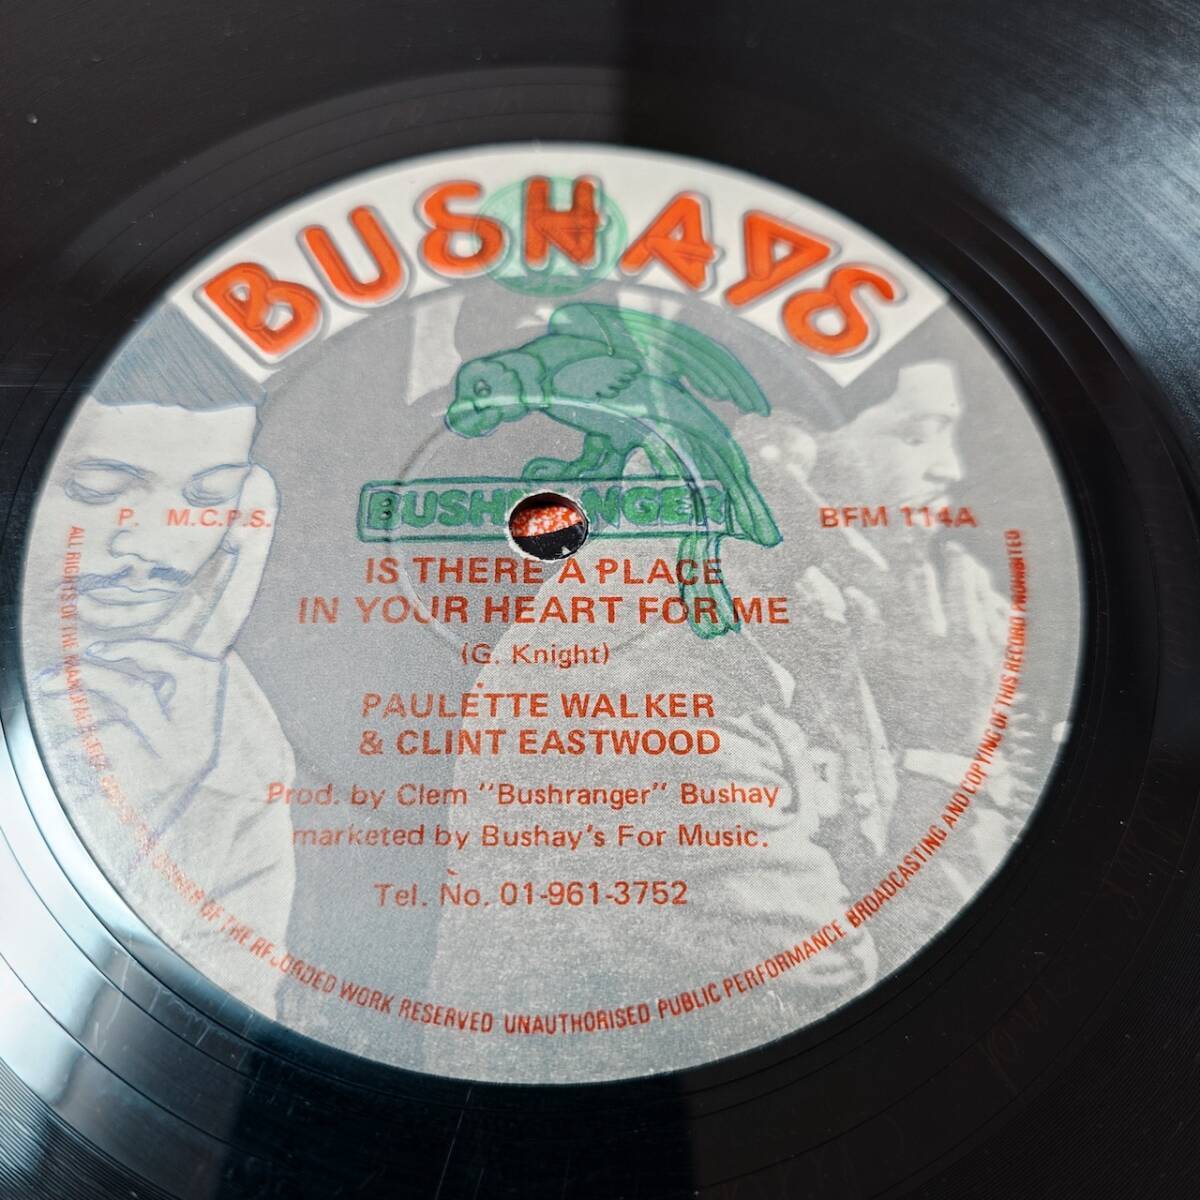 BUSHAYS
BUSHRANGER
P. M.C.P.S.
BFM 114A
IS THERE A PLACE
IN YOUR HEART FOR ME
(G. Knight)
PAULETTE WALKER
& CLINT EASTWOOD
Prod. by Clem "Bushranger" Bushay
marketed by Bushay's For Music.
Tel. No. 01-961-3752
ALL RIGHTS OF THE OF THE RECORDED WORK RESERVED UNAUTHORISED PUBLIC PERFORMANCE BROADCASTING AND COPYING OF THIS RECORD PROHIBITED